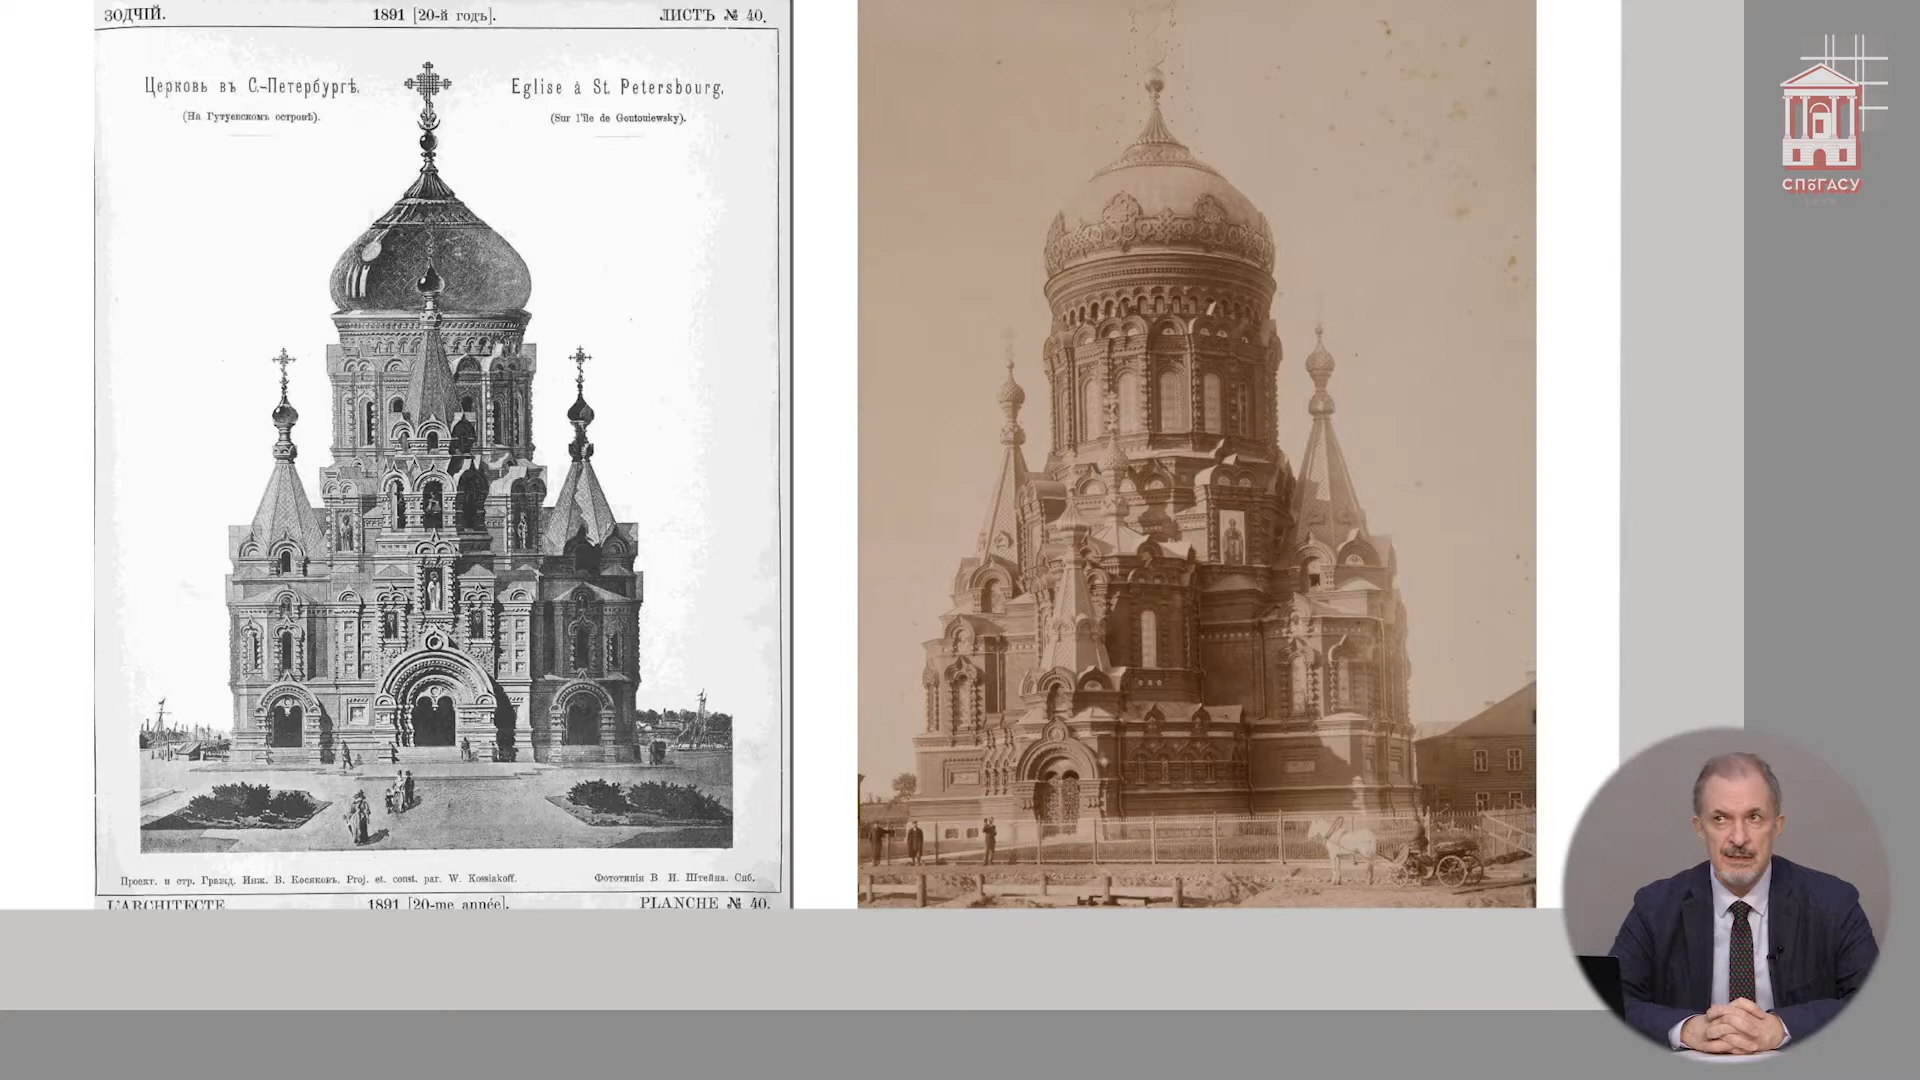 ЗОДЧІЙ. 1891 [20-й годъ]. ЛИСТЪ № 40.
Церковь въ С.-Петербургѣ.
(На Гутуевскомъ островѣ).
Eglise à St. Petersbourg,
(Sur l'île de Goutouiewsky).
Проект. и стр. Гражд. Инж. В. Косяковъ. Proj. et. const. par. W. Kossiakoff. Фототипія В И. Штейна. Спб.
L'ARCHITECTE 1891 [20-me année]. PLANCHE № 40.
СПбГАСУ